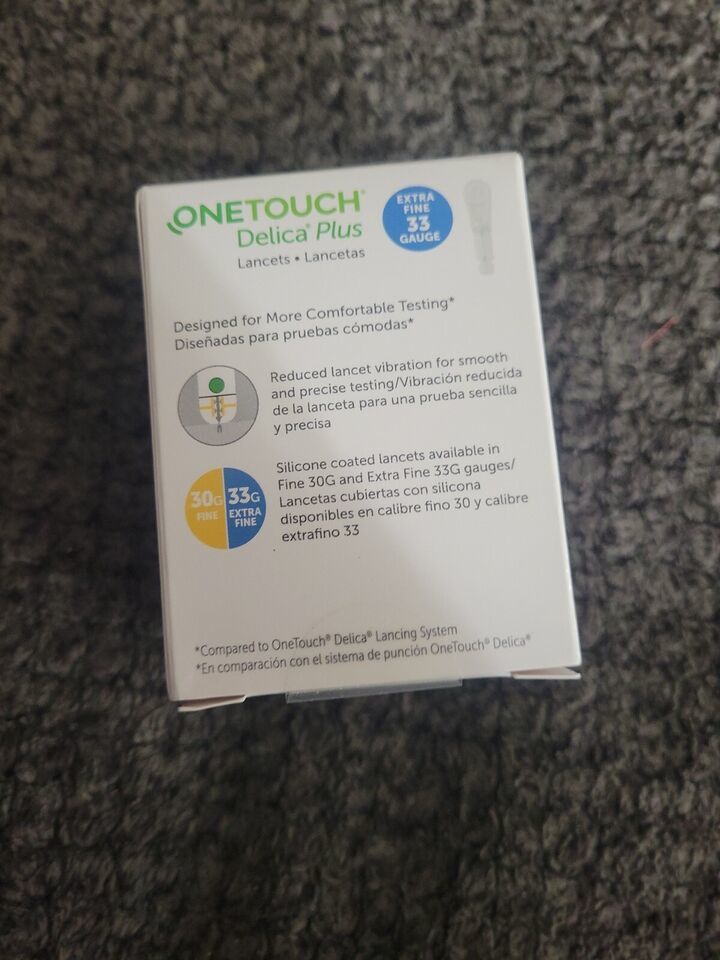 ONETOUCH®
Delica® Plus
Lancets • Lancetas
EXTRA
FINE
33
GAUGE
Designed for More Comfortable Testing*
Diseñadas para pruebas cómodas*
Reduced lancet vibration for smooth
and precise testing/Vibración reducida
de la lanceta para una prueba sencilla
y precisa
30G
FINE
33G
EXTRA
FINE
Silicone coated lancets available in
Fine 30G and Extra Fine 33G gauges/
Lancetas cubiertas con silicona
disponibles en calibre fino 30 y calibre
extrafino 33
*Compared to OneTouch® Delica® Lancing System
*En comparación con el sistema de punción OneTouch® Delica®